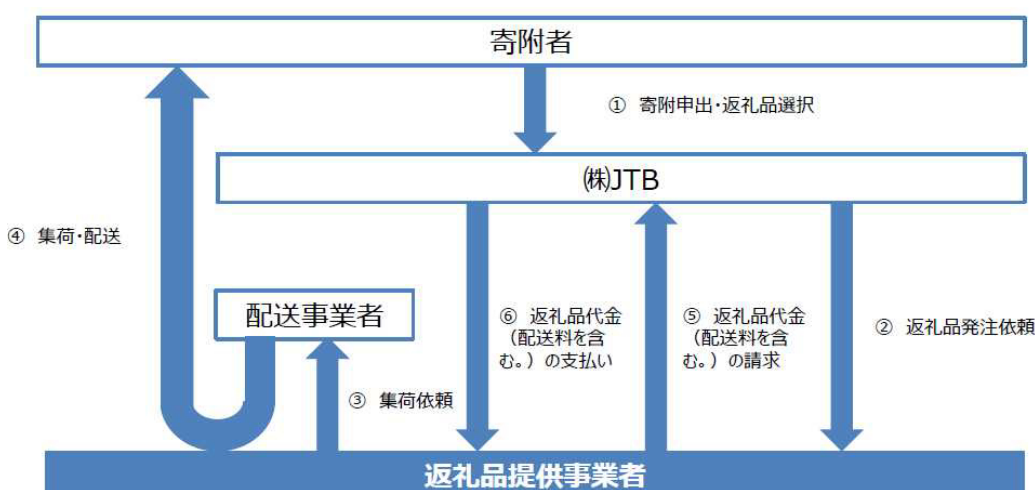 寄附者
① 寄附申出・返礼品選択
㈱JTB
④ 集荷・配送
配送事業者
⑥ 返礼品代金
（配送料を含
む。）の支払い
⑤ 返礼品代金
（配送料を含
む。）の請求
② 返礼品発注依頼
③ 集荷依頼
返礼品提供事業者